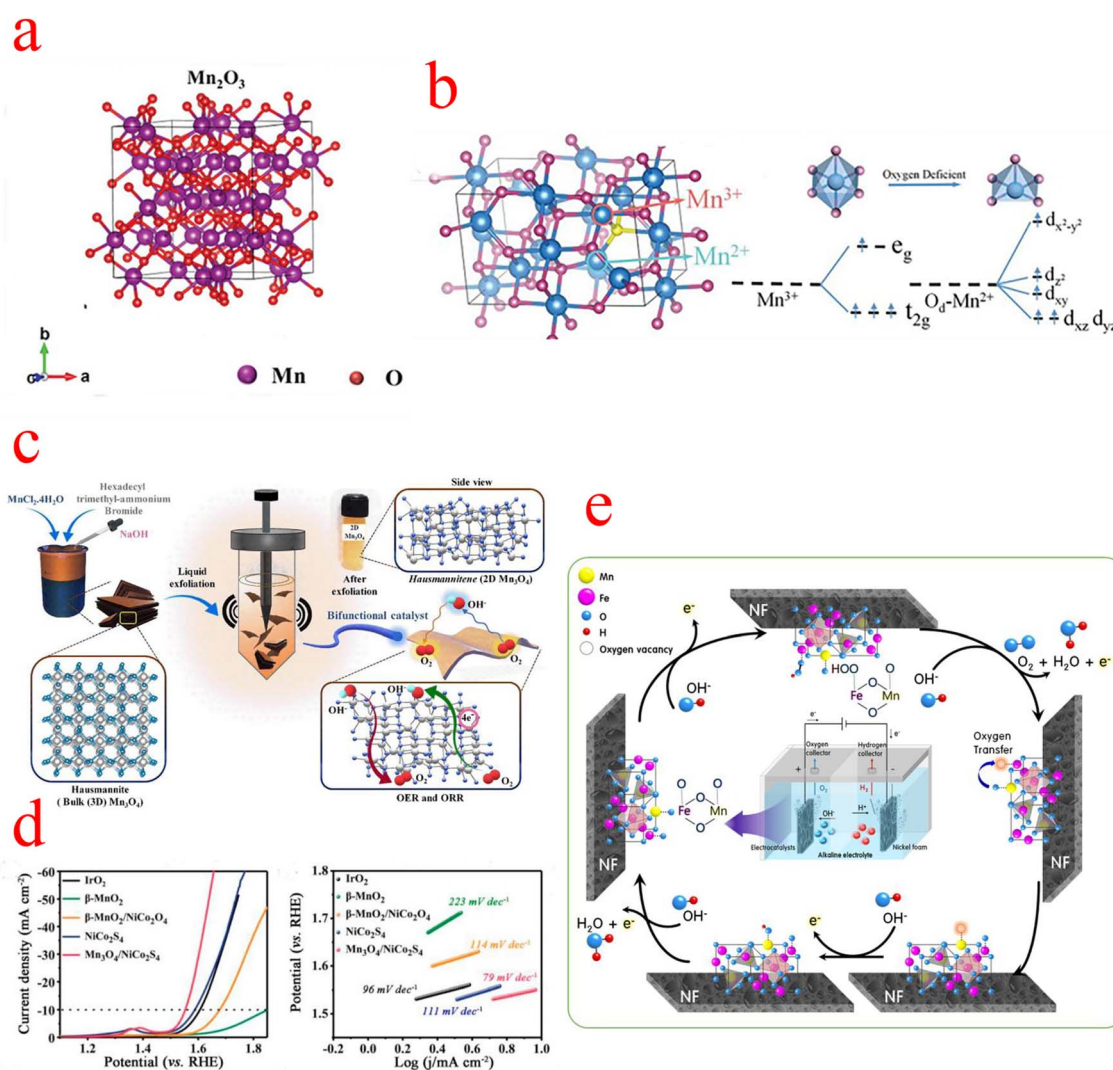 a
Mn₂O₃
b
a
c
Mn
O
b
Mn³⁺
Mn²⁺
Oxygen Deficient
e_g
Mn³⁺
t₂g
O_d-Mn²⁺
d_x²-y²
d_z²
d_xy
d_xz d_yz
c
MnCl₂.4H₂O
Hexadecyl
trimethyl-ammonium
Bromide
NaOH
Liquid
exfoliation
2D
Mn₃O₄
After
exfoliation
Side view
Hausmannitene (2D Mn₃O₄)
Bifunctional catalyst
OH⁻
O₂
O₂
Hausmannite
( Bulk (3D) Mn₃O₄)
OH⁻
OH⁻
4e⁻
O₂
O₂
OER and ORR
d
Current density (mA cm⁻²)
-60
-50
-40
-30
-20
-10
0
IrO₂
β-MnO₂
β-MnO₂/NiCo₂O₄
NiCo₂S₄
Mn₃O₄/NiCo₂S₄
1.2
1.4
1.6
1.8
Potential (vs. RHE)
Potential (vs. RHE)
1.8
1.7
1.6
1.5
IrO₂
β-MnO₂
β-MnO₂/NiCo₂O₄
NiCo₂S₄
Mn₃O₄/NiCo₂S₄
223 mV dec⁻¹
114 mV dec⁻¹
79 mV dec⁻¹
96 mV dec⁻¹
111 mV dec⁻¹
-0.2
0.0
0.2
0.4
0.6
0.8
1.0
Log (j/mA cm⁻²)
e
Mn
Fe
O
H
Oxygen vacancy
NF
e⁻
OH⁻
HOO
O
Fe
O
Mn
O
OH⁻
O₂ + H₂O + e⁻
Oxygen
Transfer
NF
NF
O
O
Fe
Mn
O
e⁻
e⁻
Oxygen
collector
Hydrogen
collector
+
-
O₂
H₂
OH⁻
H⁺
Electrocatalysts
Alkaline electrolyte
Nickel foam
H₂O + e⁻
OH⁻
e⁻
OH⁻
NF
NF